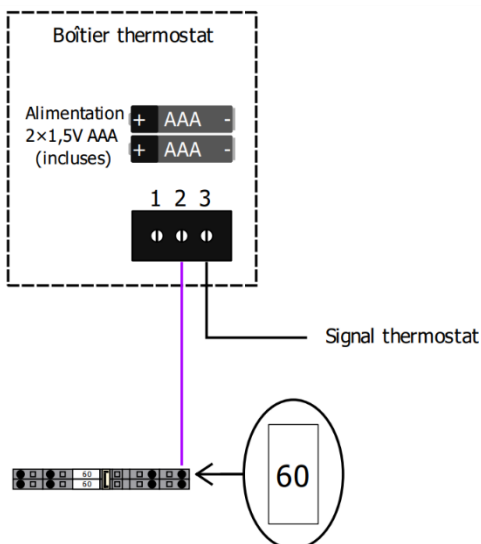 Boîtier thermostat
Alimentation
2×1,5V AAA
(incluses)
+ AAA -
+ AAA -
1 2 3
Signal thermostat
60
60
60